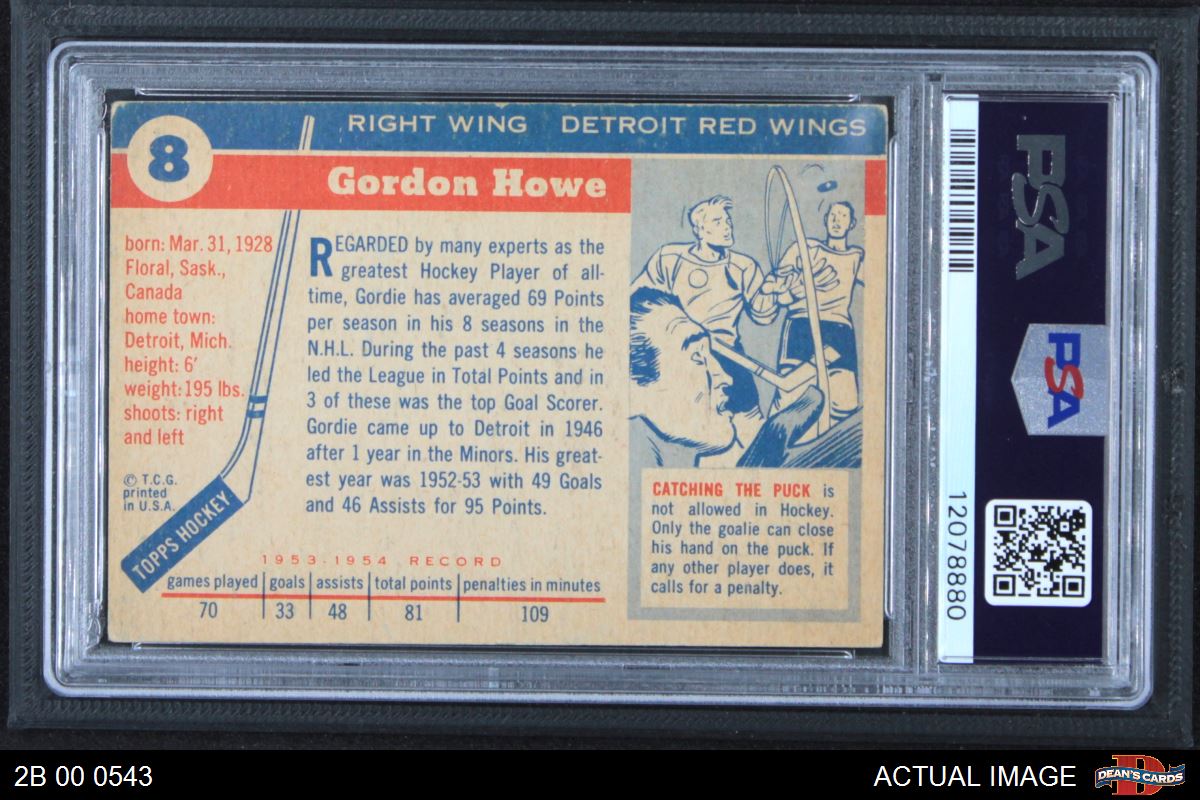 8
RIGHT WING DETROIT RED WINGS
Gordon Howe
born: Mar. 31, 1928
Floral, Sask.,
Canada
home town:
Detroit, Mich.
height: 6'
weight: 195 lbs.
shoots: right
and left
© T.C.G.
printed
in U.S.A.
TOPPS HOCKEY
REGARDED by many experts as the
greatest Hockey Player of all-
time, Gordie has averaged 69 Points
per season in his 8 seasons in the
N.H.L. During the past 4 seasons he
led the League in Total Points and in
3 of these was the top Goal Scorer.
Gordie came up to Detroit in 1946
after 1 year in the Minors. His great-
est year was 1952-53 with 49 Goals
and 46 Assists for 95 Points.
1953-1954 RECORD
games played goals assists total points penalties in minutes
70 33 48 81 109
CATCHING THE PUCK is
not allowed in Hockey.
Only the goalie can close
his hand on the puck. If
any other player does, it
calls for a penalty.
PSA
PSA
12078880
2B 00 0543
ACTUAL IMAGE
DEAN'S CARDS